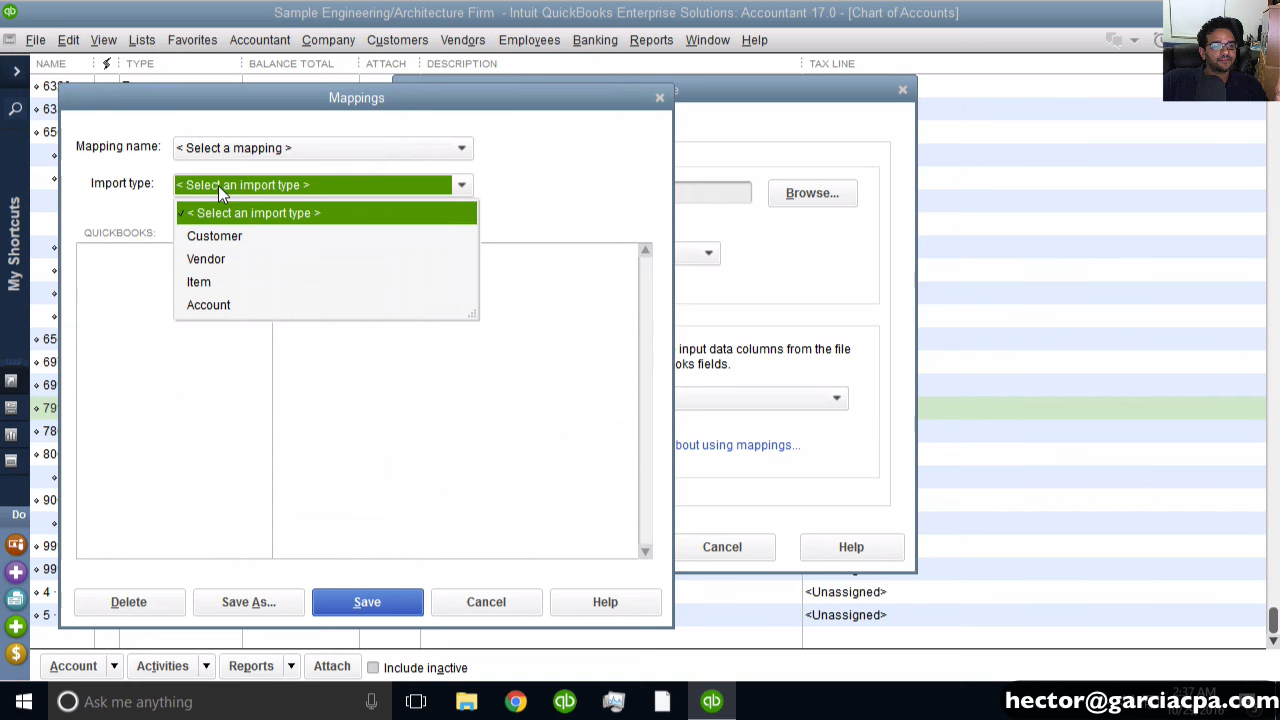 Sample Engineering/Architecture Firm - Intuit QuickBooks Enterprise Solutions: Accountant 17.0 - [Chart of Accounts]
File Edit View Lists Favorites Accountant Company Customers Vendors Employees Banking Reports Window Help
NAME TYPE BALANCE TOTAL ATTACH DESCRIPTION TAX LINE
Mappings
Mapping name: < Select a mapping >
Import type: < Select an import type >
Browse...
< Select an import type >
QUICKBOOKS:
Customer
Vendor
Item
Account
My Shortcuts
input data columns from the file
oks fields.
bout using mappings...
Do
Cancel Help
Delete Save As... Save Cancel Help
4 <Unassigned>
5 <Unassigned>
Account Activities Reports Attach Include inactive
Ask me anything
hector@garciacpa.com